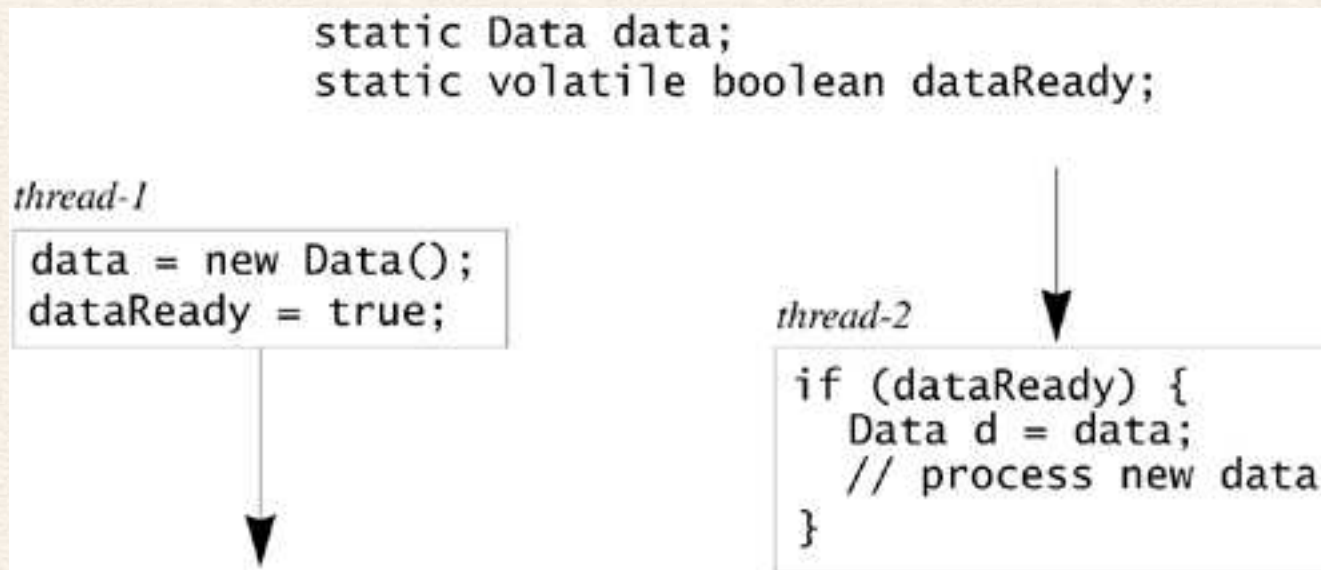 static Data data;
static volatile boolean dataReady;
thread-1
data = new Data();
dataReady = true;
thread-2
if (dataReady) {
Data d = data;
// process new data
}